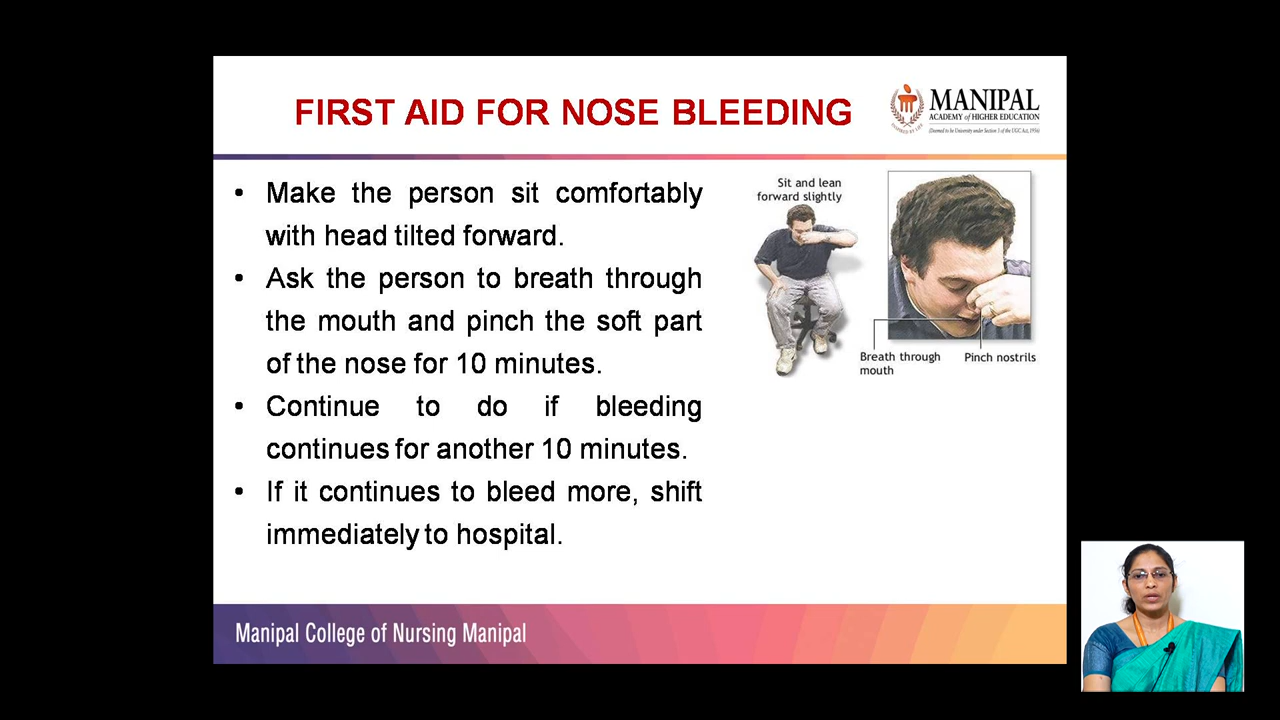 FIRST AID FOR NOSE BLEEDING
MANIPAL
ACADEMY of HIGHER EDUCATION
(Deemed to be University under Section 3 of the UGC Act, 1956)
INSPIRED BY LIFE
• Make the person sit comfortably
with head tilted forward.
• Ask the person to breath through
the mouth and pinch the soft part
of the nose for 10 minutes.
• Continue to do if bleeding
continues for another 10 minutes.
• If it continues to bleed more, shift
immediately to hospital.
Sit and lean
forward slightly
Breath through
mouth
Pinch nostrils
Manipal College of Nursing Manipal